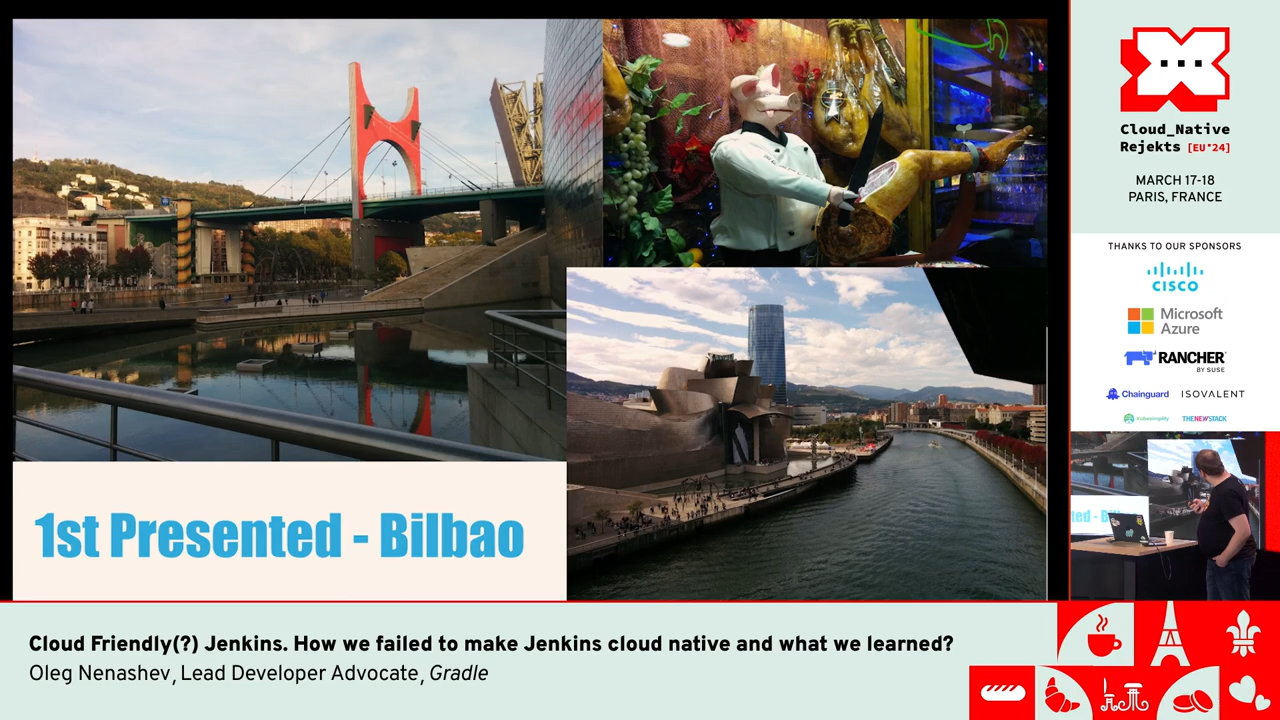 1st Presented - Bilbao
Cloud_Native
Rejekts [EU'24]
MARCH 17-18
PARIS, FRANCE
THANKS TO OUR SPONSORS
CISCO
Microsoft
Azure
RANCHER
BY SUSE
Chainguard
ISOVALENT
THENEWSTACK
ted - B
Cloud Friendly(?) Jenkins. How we failed to make Jenkins cloud native and what we learned?
Oleg Nenashev, Lead Developer Advocate, Gradle